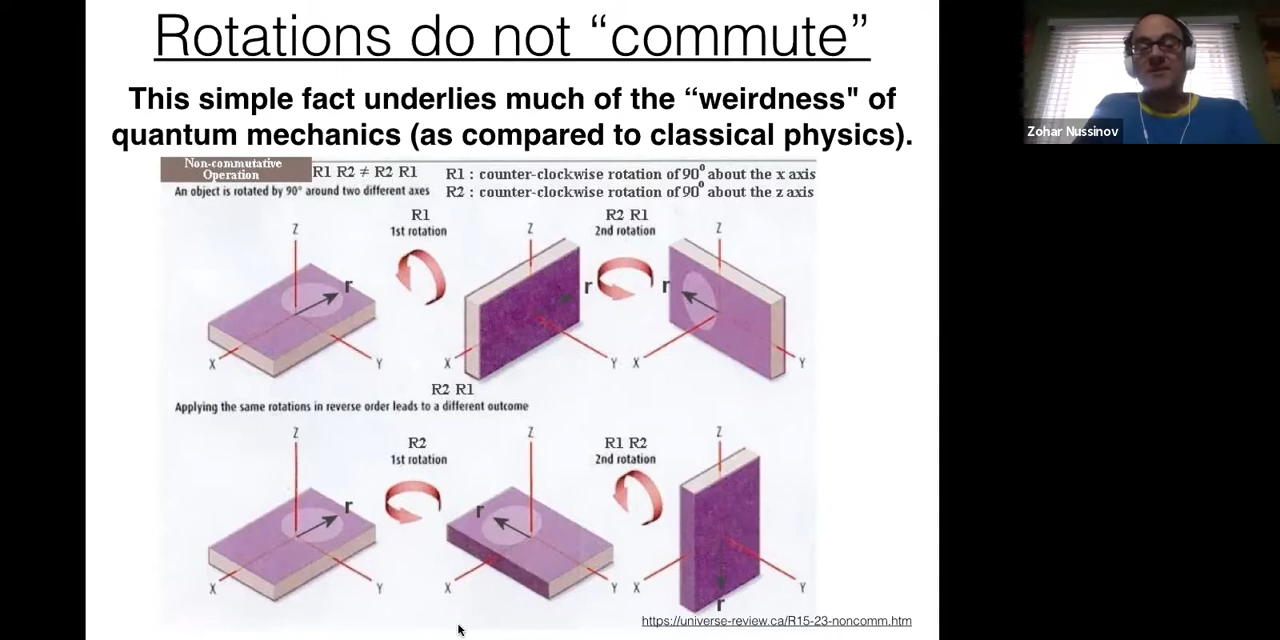 Rotations do not “commute”
This simple fact underlies much of the “weirdness" of
quantum mechanics (as compared to classical physics).
Non-commutative
Operation
R1 R2 ≠ R2 R1
R1 : counter-clockwise rotation of 90⁰ about the x axis
An object is rotated by 90° around two different axes
R2 : counter-clockwise rotation of 90⁰ about the z axis
R1
1st rotation
R2 R1
2nd rotation
Z
r
X
Y
Z
r
X
Y
Z
r
X
Y
R2 R1
Applying the same rotations in reverse order leads to a different outcome
R2
1st rotation
R1 R2
2nd rotation
Z
r
X
Y
Z
r
X
Y
Z
r
X
Y
https://universe-review.ca/R15-23-noncomm.htm
Zohar Nussinov